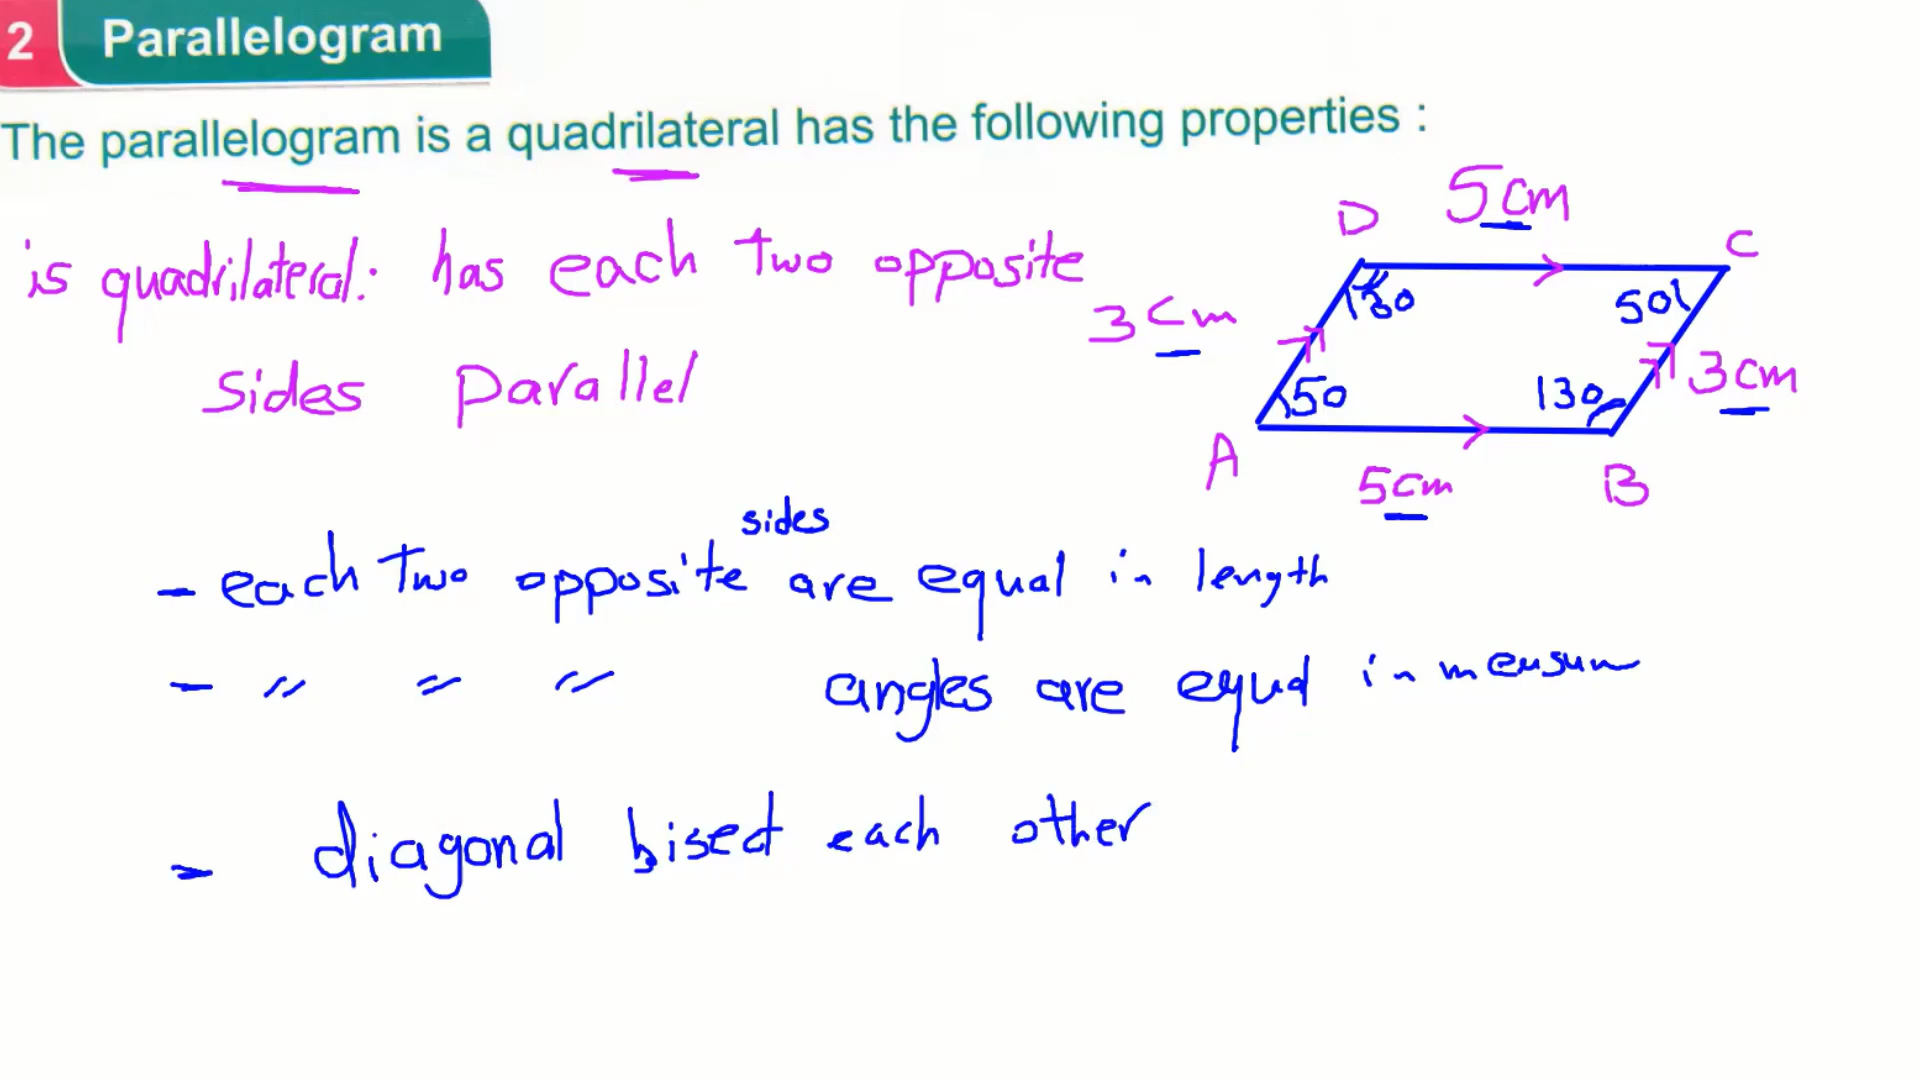 2 Parallelogram
The parallelogram is a quadrilateral has the following properties :
is quadrilateral: has each two opposite
sides parallel
D 5cm C
3cm 130 50
50 130 3cm
A 5cm B
sides
- each two opposite are equal in length
- " " " angles are equal in measure
- diagonal bisect each other